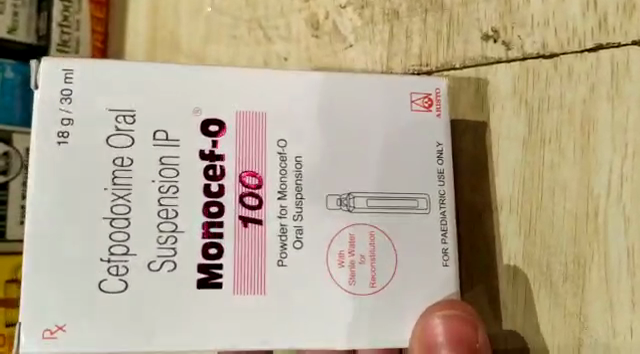 18 g / 30 ml
Rx
Cefpodoxime Oral
Suspension IP
Monocef-O®
100
Powder for Monocef-O
Oral Suspension
With
Sterile Water
for
Reconstitution
ARISTO
FOR PAEDIATRIC USE ONLY
Herbo